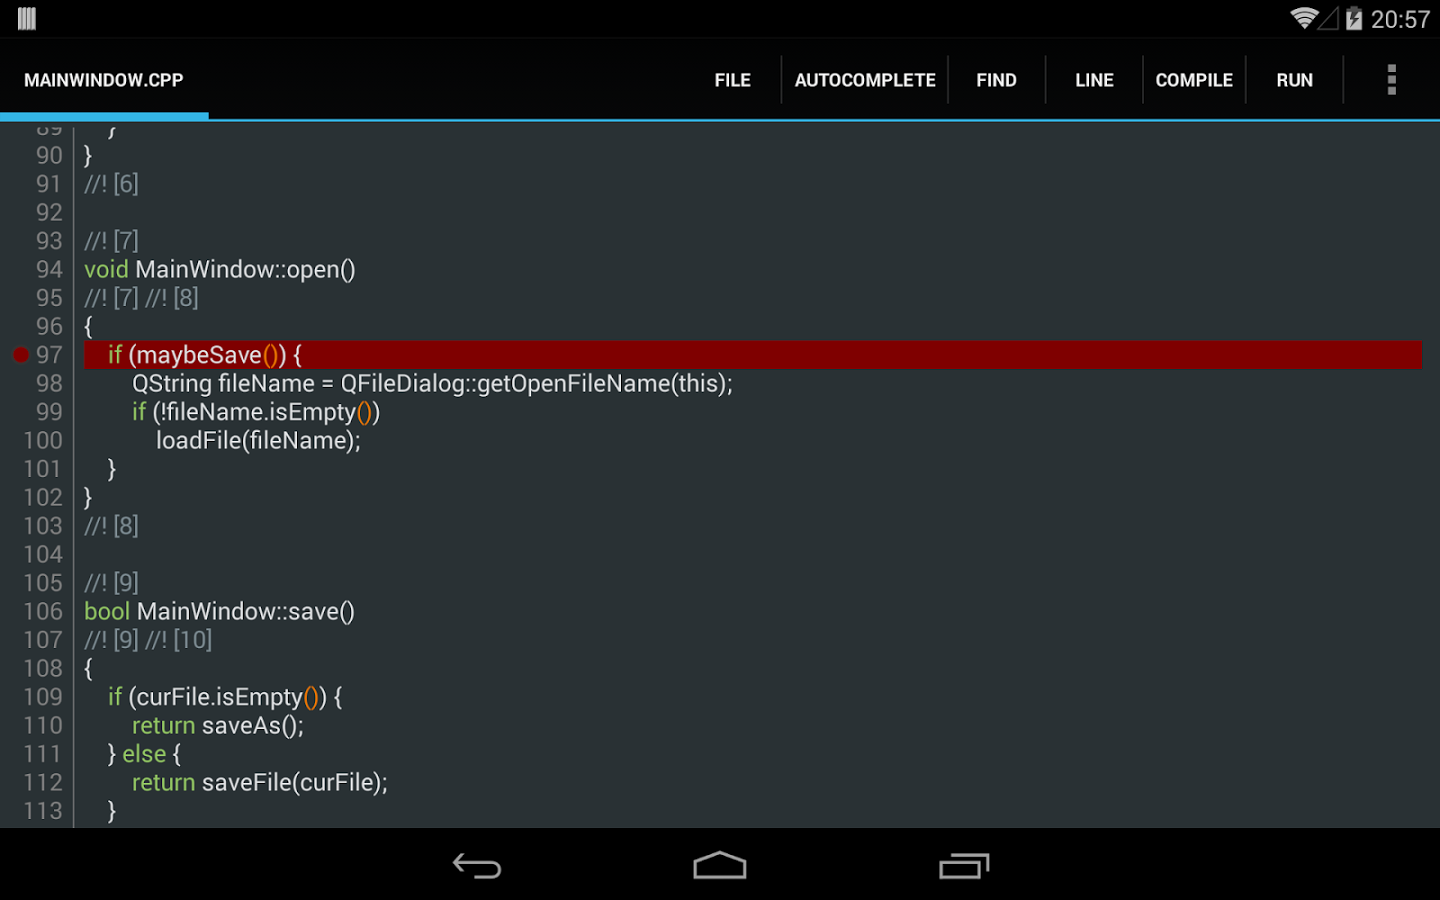 20:57
MAINWINDOW.CPP FILE AUTOCOMPLETE FIND LINE COMPILE RUN
89 }
90 }
91 //! [6]
92
93 //! [7]
94 void MainWindow::open()
95 //! [7] //! [8]
96 {
97 if (maybeSave()) {
98 QString fileName = QFileDialog::getOpenFileName(this);
99 if (!fileName.isEmpty())
100 loadFile(fileName);
101 }
102 }
103 //! [8]
104
105 //! [9]
106 bool MainWindow::save()
107 //! [9] //! [10]
108 {
109 if (curFile.isEmpty()) {
110 return saveAs();
111 } else {
112 return saveFile(curFile);
113 }